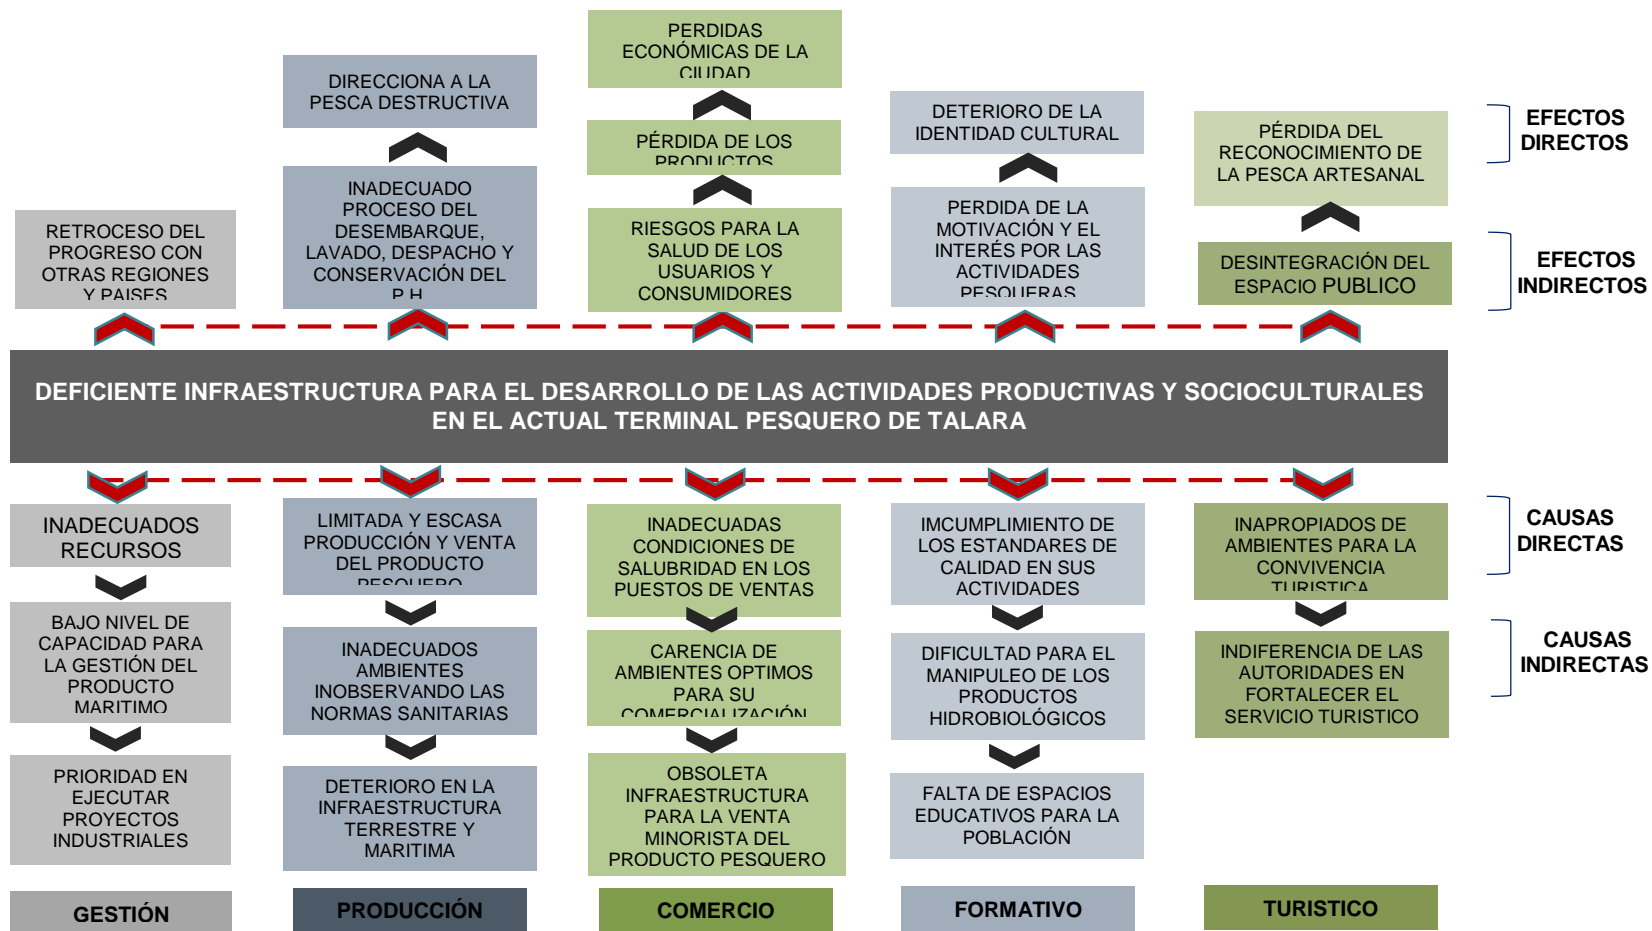 PERDIDAS
ECONÓMICAS DE LA
CIUDAD
DIRECCIONA A LA
PESCA DESTRUCTIVA
PÉRDIDA DE LOS
PRODUCTOS
DETERIORO DE LA
IDENTIDAD CULTURAL
PÉRDIDA DEL
RECONOCIMIENTO DE
LA PESCA ARTESANAL
EFECTOS
DIRECTOS
RETROCESO DEL
PROGRESO CON
OTRAS REGIONES
Y PAISES
INADECUADO
PROCESO DEL
DESEMBARQUE,
LAVADO, DESPACHO Y
CONSERVACIÓN DEL
P.H.
RIESGOS PARA LA
SALUD DE LOS
USUARIOS Y
CONSUMIDORES
PERDIDA DE LA
MOTIVACIÓN Y EL
INTERÉS POR LAS
ACTIVIDADES
PESQUERAS
DESINTEGRACIÓN DEL
ESPACIO PUBLICO
EFECTOS
INDIRECTOS
DEFICIENTE INFRAESTRUCTURA PARA EL DESARROLLO DE LAS ACTIVIDADES PRODUCTIVAS Y SOCIOCULTURALES
EN EL ACTUAL TERMINAL PESQUERO DE TALARA
INADECUADOS
RECURSOS
LIMITADA Y ESCASA
PRODUCCIÓN Y VENTA
DEL PRODUCTO
PESQUERO
INADECUADAS
CONDICIONES DE
SALUBRIDAD EN LOS
PUESTOS DE VENTAS
IMCUMPLIMIENTO DE
LOS ESTANDARES DE
CALIDAD EN SUS
ACTIVIDADES
INAPROPIADOS DE
AMBIENTES PARA LA
CONVIVENCIA
TURISTICA
CAUSAS
DIRECTAS
BAJO NIVEL DE
CAPACIDAD PARA
LA GESTIÓN DEL
PRODUCTO
MARITIMO
INADECUADOS
AMBIENTES
INOBSERVANDO LAS
NORMAS SANITARIAS
CARENCIA DE
AMBIENTES OPTIMOS
PARA SU
COMERCIALIZACIÓN
DIFICULTAD PARA EL
MANIPULEO DE LOS
PRODUCTOS
HIDROBIOLÓGICOS
INDIFERENCIA DE LAS
AUTORIDADES EN
FORTALECER EL
SERVICIO TURISTICO
CAUSAS
INDIRECTAS
PRIORIDAD EN
EJECUTAR
PROYECTOS
INDUSTRIALES
DETERIORO EN LA
INFRAESTRUCTURA
TERRESTRE Y
MARITIMA
OBSOLETA
INFRAESTRUCTURA
PARA LA VENTA
MINORISTA DEL
PRODUCTO PESQUERO
FALTA DE ESPACIOS
EDUCATIVOS PARA LA
POBLACIÓN
GESTIÓN
PRODUCCIÓN
COMERCIO
FORMATIVO
TURISTICO